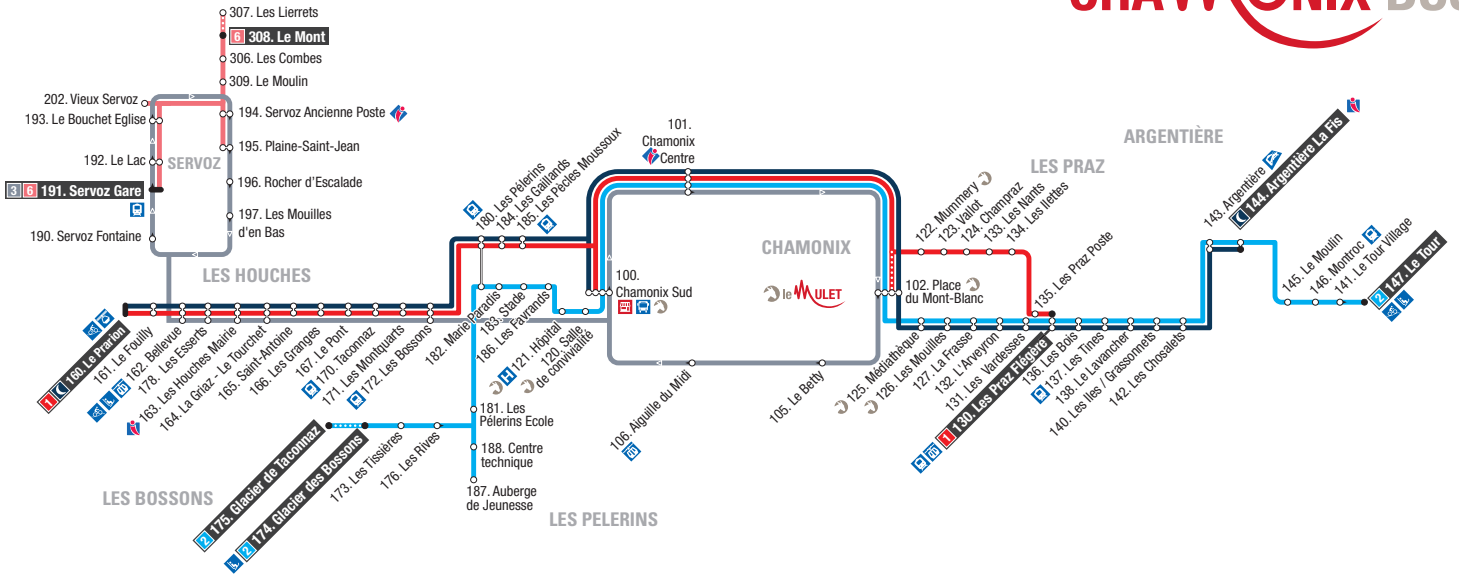 307. Les Lierrets
6 308. Le Mont
306. Les Combes
309. Le Moulin
202. Vieux Servoz
193. Le Bouchet Eglise
194. Servoz Ancienne Poste
195. Plaine-Saint-Jean
192. Le Lac
SERVOZ
3 6 191. Servoz Gare
196. Rocher d'Escalade
197. Les Mouilles
d'en Bas
190. Servoz Fontaine
LES HOUCHES
1 160. Le Prarion
161. Le Fouilly
162. Bellevue
178. Les Esserts
163. Les Houches Mairie
164. La Griaz - Le Tourchet
165. Saint-Antoine
166. Les Granges
167. Le Pont
170. Taconnaz
171. Les Montquarts
172. Les Bossons
180. Les Pélerins
184. Les Gaillands
185. Les Pècles Moussoux
182. Marie Paradis
183. Stade
186. Les Favrands
H 121. Hôpital
120. Salle
de convivialité
181. Les
Pélerins Ecole
188. Centre
technique
187. Auberge
de Jeunesse
2 175. Glacier de Taconnaz
2 174. Glacier des Bossons
173. Les Tissières
176. Les Rives
LES BOSSONS
LES PELERINS
101.
Chamonix
Centre
100.
Chamonix Sud
CHAMONIX
le MULET
102. Place
du Mont-Blanc
106. Aiguille du Midi
105. Le Betty
122. Mummery
123. Vallot
124. Champraz
133. Les Nants
134. Les Ilettes
135. Les Praz Poste
LES PRAZ
125. Médiathèque
126. Les Mouilles
127. La Frasse
132. L'Arveyron
131. Les Vardesses
1 130. Les Praz Flégère
136. Les Bois
137. Les Tines
138. Le Lavancher
140. Les Iles / Grassonnets
142. Les Chosalets
ARGENTIÈRE
143. Argentière
144. Argentière La Fis
145. Le Moulin
146. Montroc
141. Le Tour Village
2 147. Le Tour